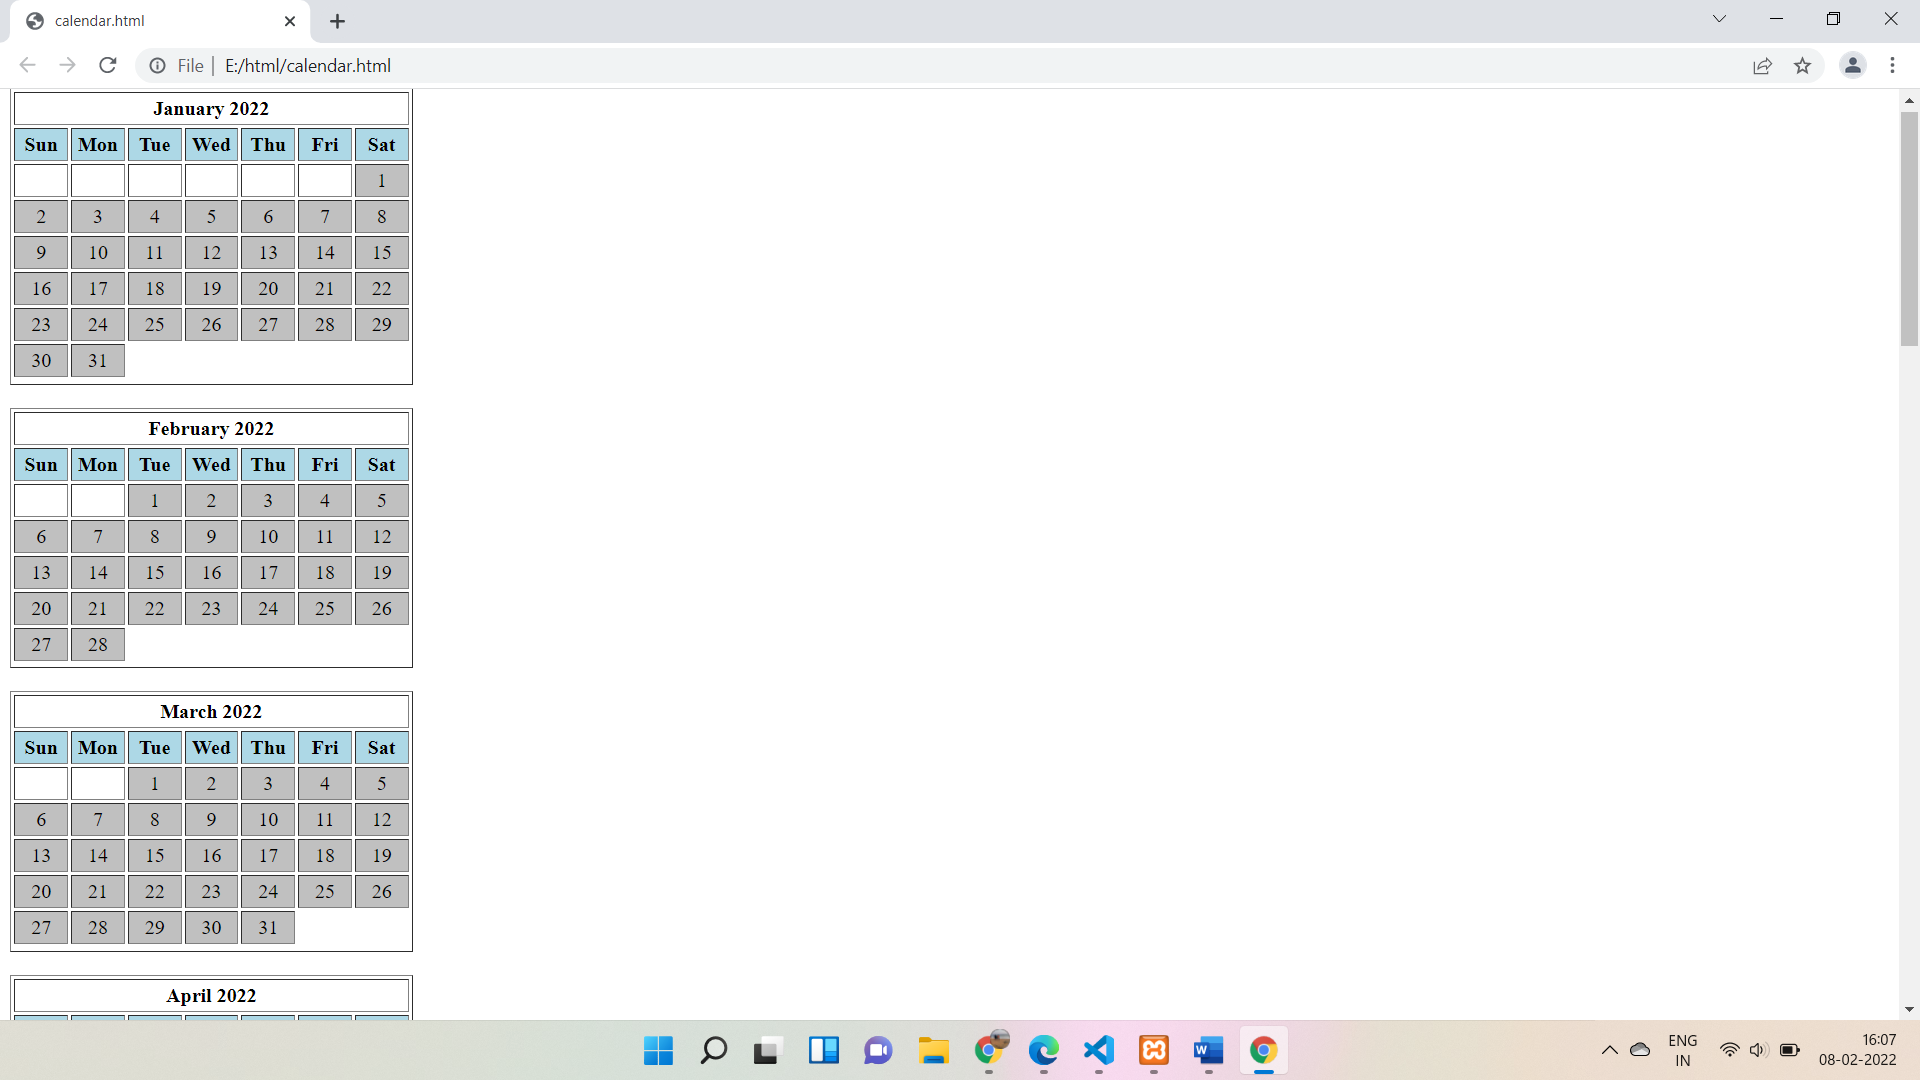 calendar.html
File
E:/html/calendar.html
January 2022
Sun Mon Tue Wed Thu Fri Sat
1
2 3 4 5 6 7 8
9 10 11 12 13 14 15
16 17 18 19 20 21 22
23 24 25 26 27 28 29
30 31
February 2022
Sun Mon Tue Wed Thu Fri Sat
1 2 3 4 5
6 7 8 9 10 11 12
13 14 15 16 17 18 19
20 21 22 23 24 25 26
27 28
March 2022
Sun Mon Tue Wed Thu Fri Sat
1 2 3 4 5
6 7 8 9 10 11 12
13 14 15 16 17 18 19
20 21 22 23 24 25 26
27 28 29 30 31
April 2022
W
ENG
IN
16:07
08-02-2022